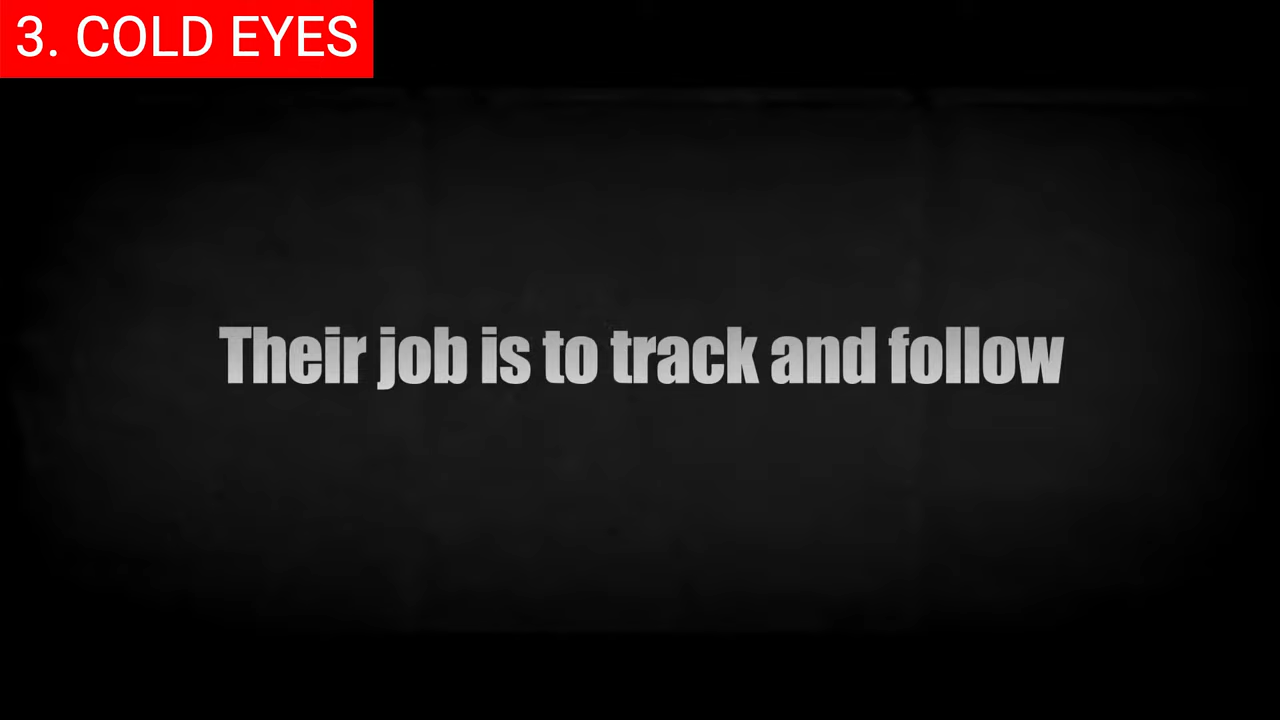 3. COLD EYES
Their job is to track and follow